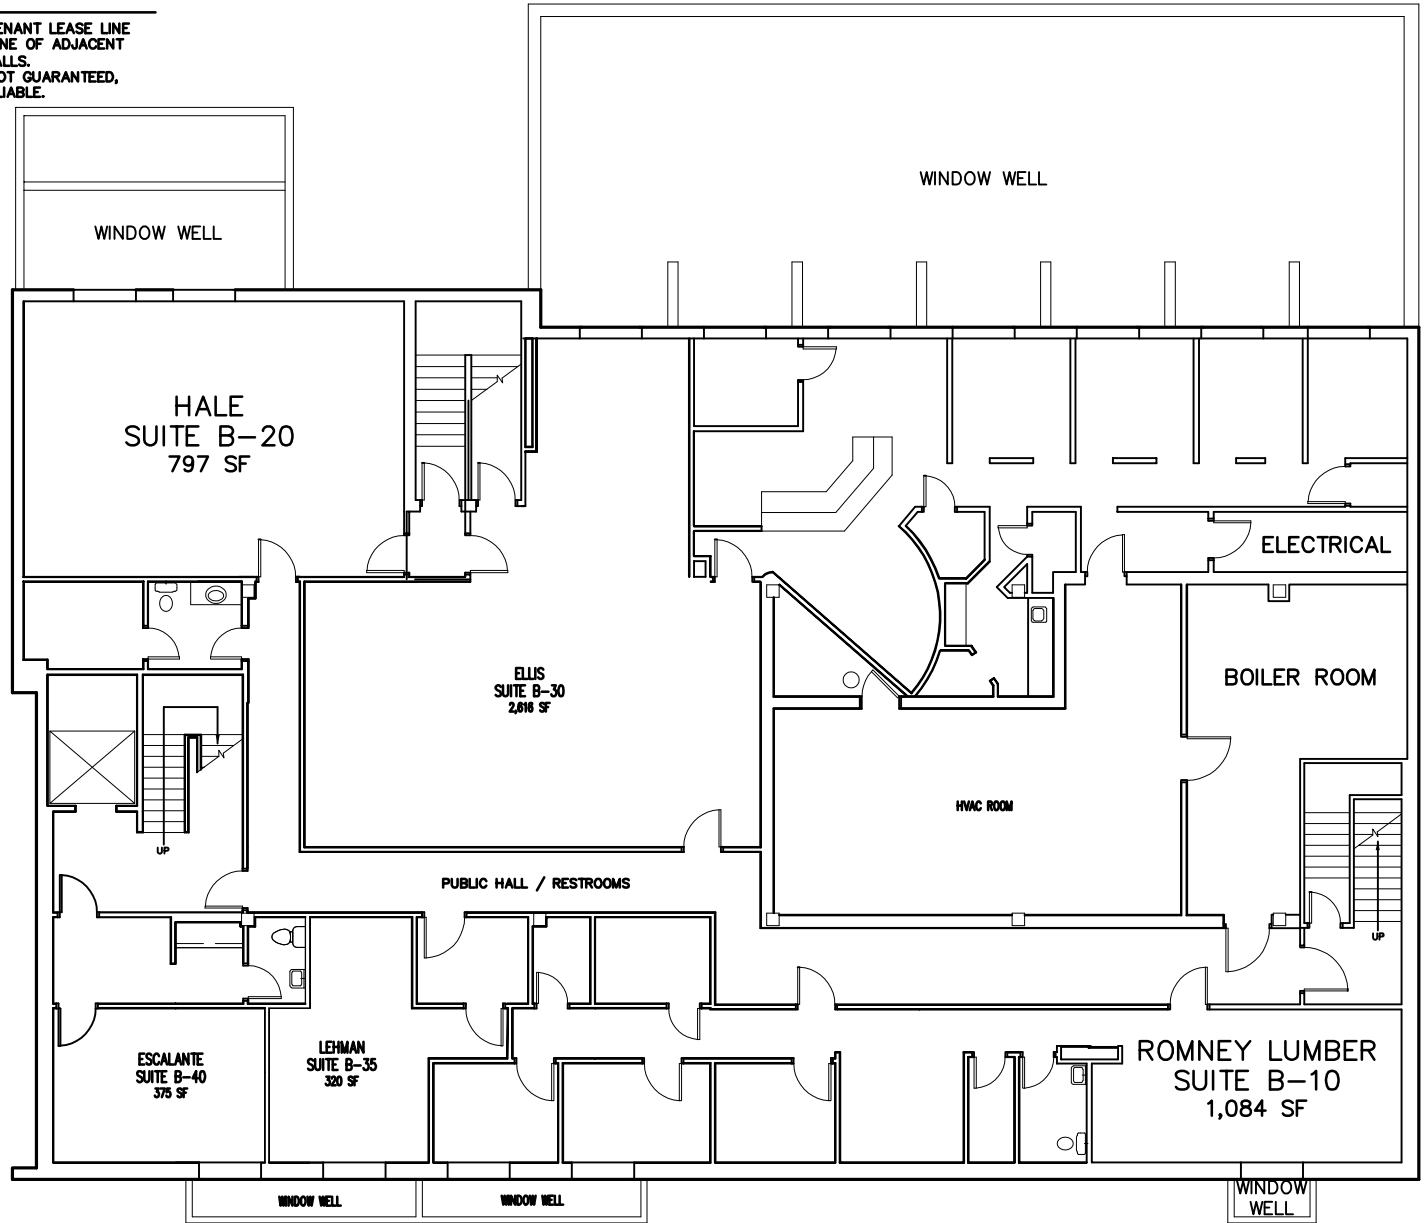 ENANT LEASE LINE
NE OF ADJACENT
ALLS.
OT GUARANTEED,
LIABLE.
WINDOW WELL
WINDOW WELL
HALE
SUITE B-20
797 SF
N
ELECTRICAL
ELLIS
SUITE B-30
2,616 SF
BOILER ROOM
N
UP
HVAC ROOM
N
UP
PUBLIC HALL / RESTROOMS
ESCALANTE
SUITE B-40
375 SF
LEHMAN
SUITE B-35
320 SF
ROMNEY LUMBER
SUITE B-10
1,084 SF
WINDOW WELL
WINDOW WELL
WINDOW
WELL